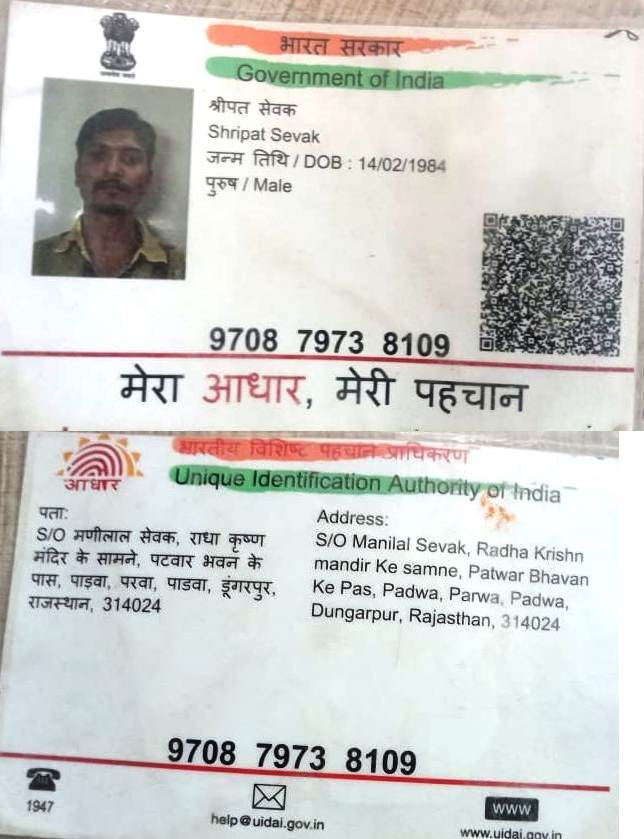 भारत सरकार
Government of India
श्रीपत सेवक
Shripat Sevak
जन्म तिथि / DOB : 14/02/1984
पुरुष / Male
9708 7973 8109
मेरा आधार, मेरी पहचान
भारतीय विशिष्ट पहचान प्राधिकरण
आधार
Unique Identification Authority of India
पता:
S/O मणीलाल सेवक, राधा कृष्ण
मंदिर के सामने, पटवार भवन के
पास, पाड़वा, परवा, पाडवा, डूंगरपुर,
राजस्थान, 314024
Address:
S/O Manilal Sevak, Radha Krishn
mandir Ke samne, Patwar Bhavan
Ke Pas, Padwa, Parwa, Padwa,
Dungarpur, Rajasthan, 314024
9708 7973 8109
1947
help@uidai.gov.in
www
www.uidai.gov.in